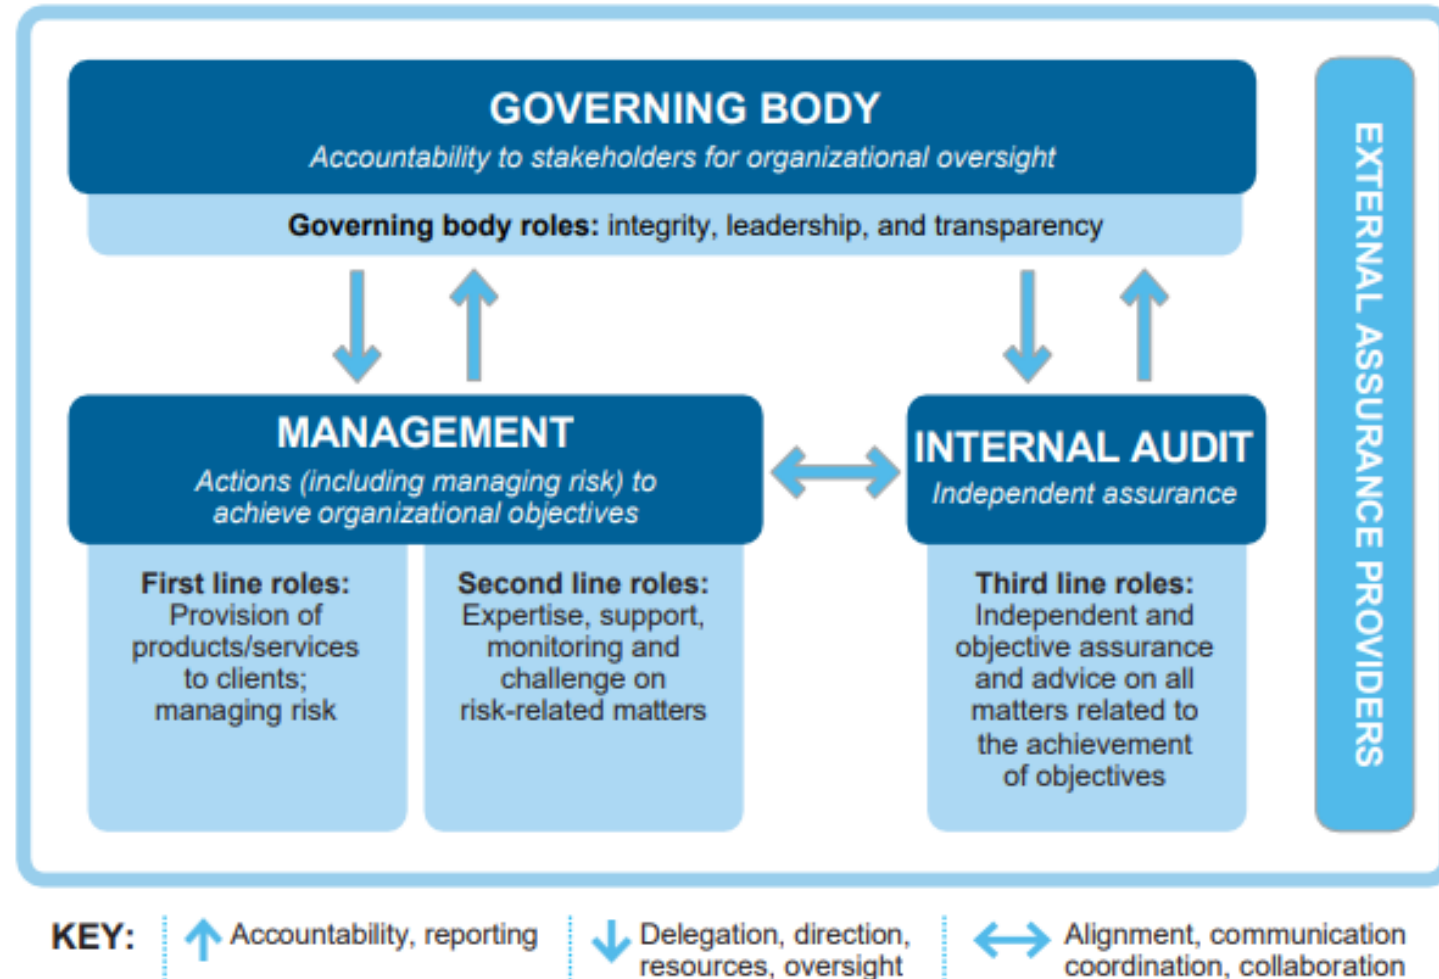 GOVERNING BODY
Accountability to stakeholders for organizational oversight
Governing body roles: integrity, leadership, and transparency
MANAGEMENT
Actions (including managing risk) to
achieve organizational objectives
First line roles:
Provision of
products/services
to clients;
managing risk
Second line roles:
Expertise, support,
monitoring and
challenge on
risk-related matters
INTERNAL AUDIT
Independent assurance
Third line roles:
Independent and
objective assurance
and advice on all
matters related to
the achievement
of objectives
EXTERNAL ASSURANCE PROVIDERS
KEY:
Accountability, reporting
Delegation, direction,
resources, oversight
Alignment, communication
coordination, collaboration